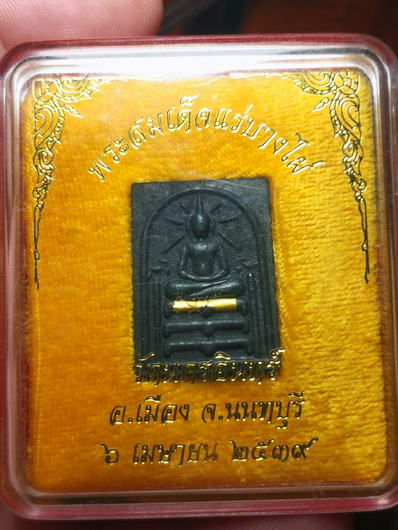 พระสมเด็จแร่บางไผ่
วัดนครอินทร์
อ.เมือง จ.นนทบุรี
๖ เมษายน ๒๕๓๙